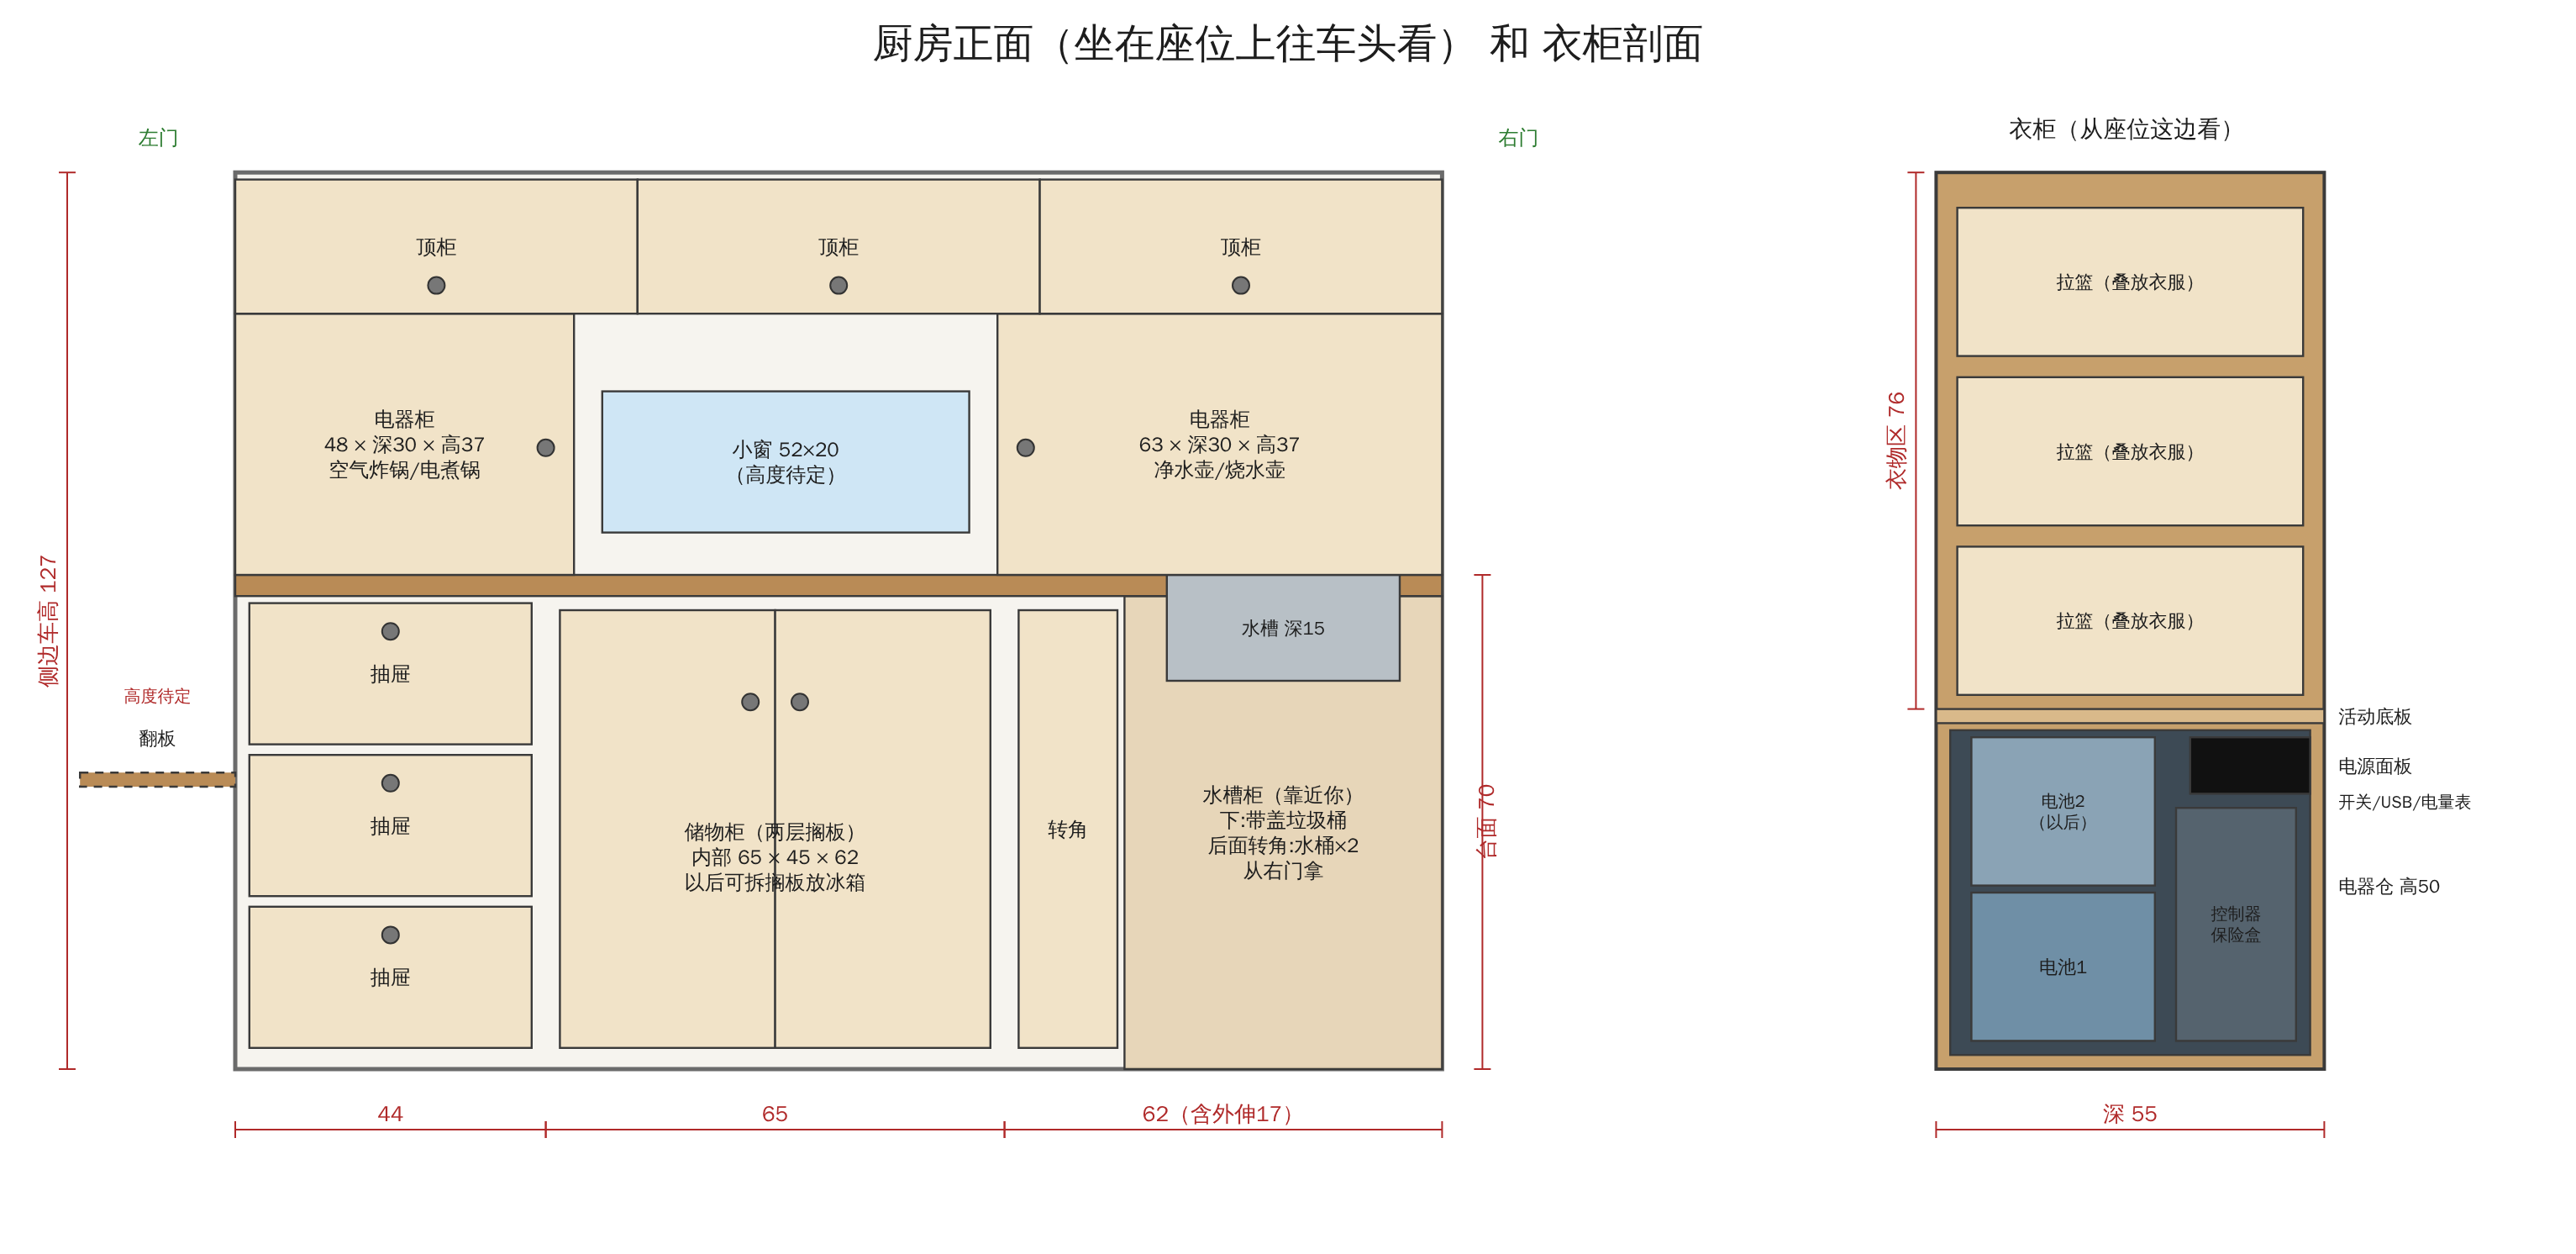 厨房正面（坐在座位上往车头看） 和 衣柜剖面
左门
右门
侧边车高 127
高度待定
翻板
顶柜
顶柜
顶柜
电器柜
48 × 深30 × 高37
空气炸锅/电煮锅
小窗 52×20
（高度待定）
电器柜
63 × 深30 × 高37
净水壶/烧水壶
抽屉
抽屉
抽屉
储物柜（两层搁板）
内部 65 × 45 × 62
以后可拆搁板放冰箱
转角
水槽 深15
水槽柜（靠近你）
下:带盖垃圾桶
后面转角:水桶×2
从右门拿
台面 70
44
65
62（含外伸17）
衣柜（从座位这边看）
衣物区 76
拉篮（叠放衣服）
拉篮（叠放衣服）
拉篮（叠放衣服）
活动底板
电源面板
开关/USB/电量表
电器仓 高50
电池2
（以后）
电池1
控制器
保险盒
深 55